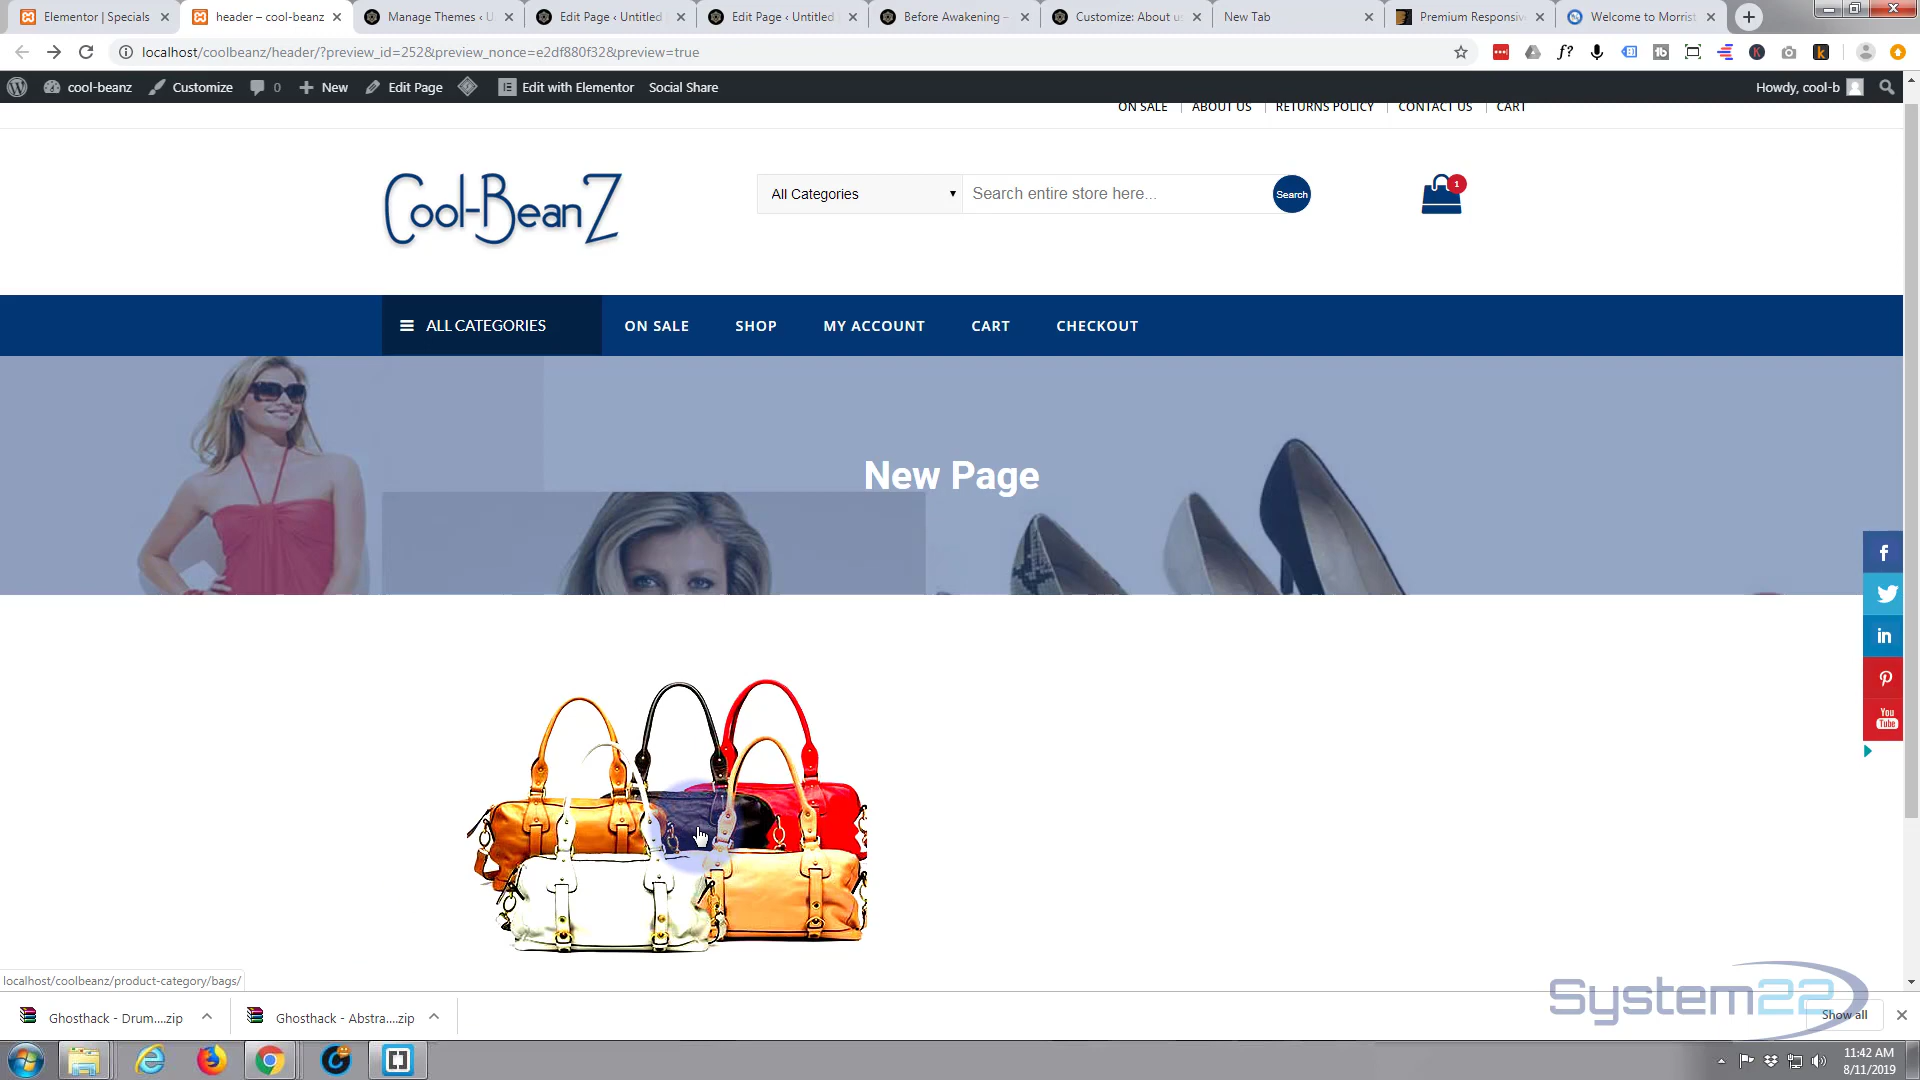 Elementor | Specials
header – cool-beanz
Manage Themes ‹ U
Edit Page ‹ Untitled
Edit Page ‹ Untitled
Before Awakening –
Customize: About u
New Tab
Premium Responsiv
Welcome to Morrist
localhost/coolbeanz/header/?preview_id=252&preview_nonce=e2df880f32&preview=true
cool-beanz
Customize
0
New
Edit Page
Edit with Elementor
Social Share
Howdy, cool-b
ON SALE
ABOUT US
RETURNS POLICY
CONTACT US
CART
Cool-BeanZ
All Categories
Search entire store here...
Search
1
ALL CATEGORIES
ON SALE
SHOP
MY ACCOUNT
CART
CHECKOUT
New Page
You
Tube
localhost/coolbeanz/product-category/bags/
System22
Ghosthack - Drum....zip
Ghosthack - Abstra....zip
Show all
11:42 AM
8/11/2019